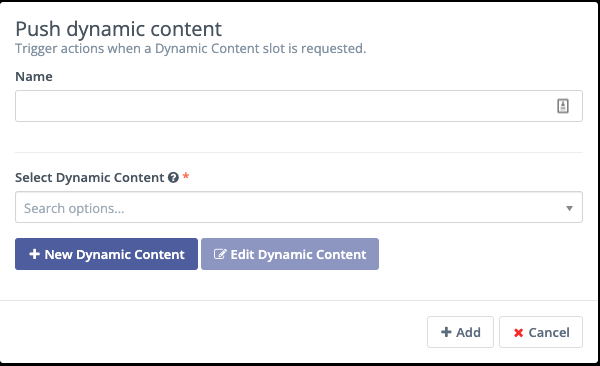 Push dynamic content
Trigger actions when a Dynamic Content slot is requested.
Name
Select Dynamic Content *
Search options...
New Dynamic Content Edit Dynamic Content
Add Cancel